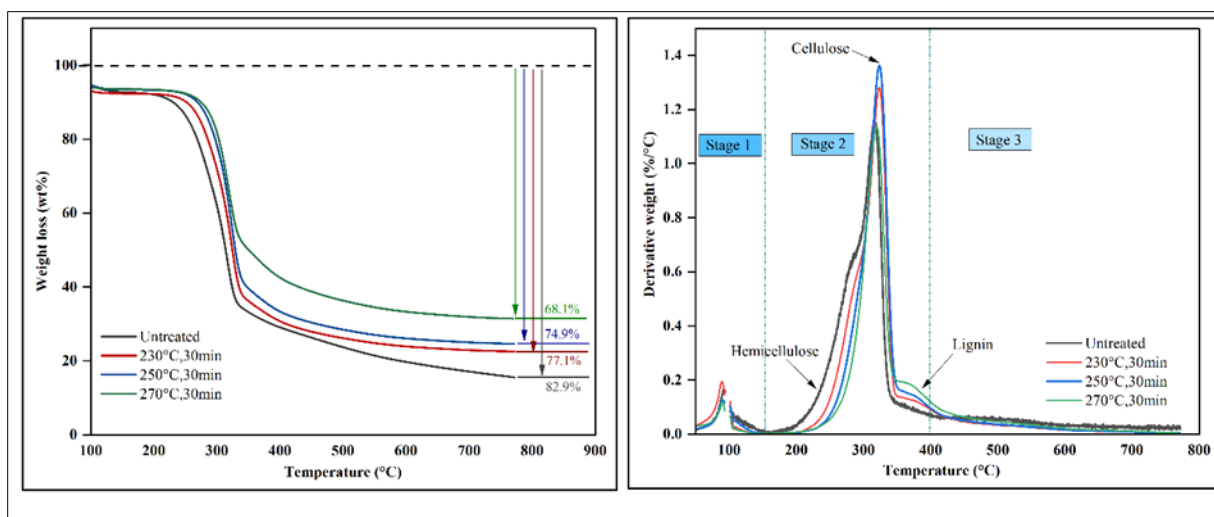 100
80
60
40
20
0
Weight loss (wt%)
68.1%
74.9%
77.1%
82.9%
Untreated
230°C,30min
250°C,30min
270°C,30min
100 200 300 400 500 600 700 800 900
Temperature (°C)
1.4
1.2
1.0
0.8
0.6
0.4
0.2
0.0
Derivative weight (%/°C)
Cellulose
Stage 1
Stage 2
Stage 3
Hemicellulose
Lignin
Untreated
230°C,30min
250°C,30min
270°C,30min
100 200 300 400 500 600 700 800
Temperature (°C)